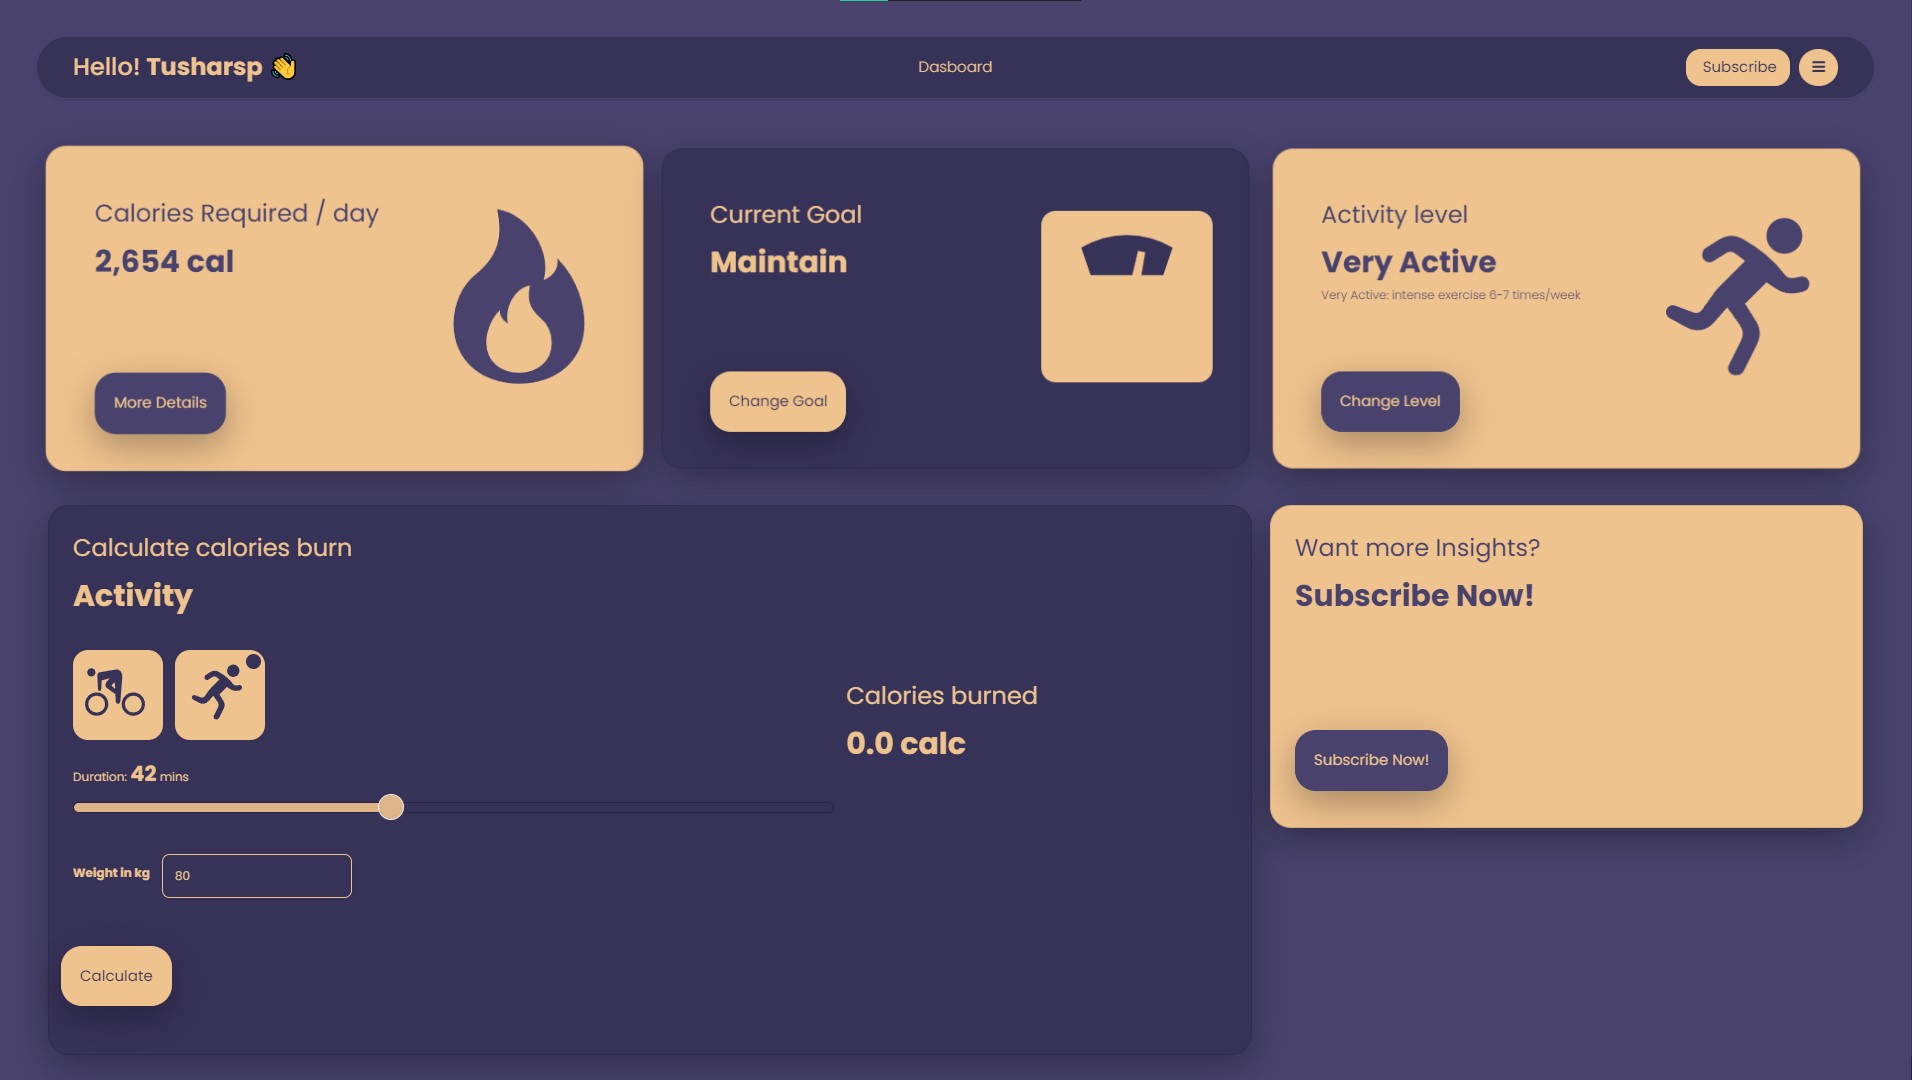 Hello! Tusharsp 👋
Dasboard
Subscribe
Calories Required / day
2,654 cal
More Details
Current Goal
Maintain
Change Goal
Activity level
Very Active
Very Active: intense exercise 6-7 times/week
Change Level
Calculate calories burn
Activity
Duration: 42 mins
Weight in kg
80
Calculate
Calories burned
0.0 calc
Want more Insights?
Subscribe Now!
Subscribe Now!